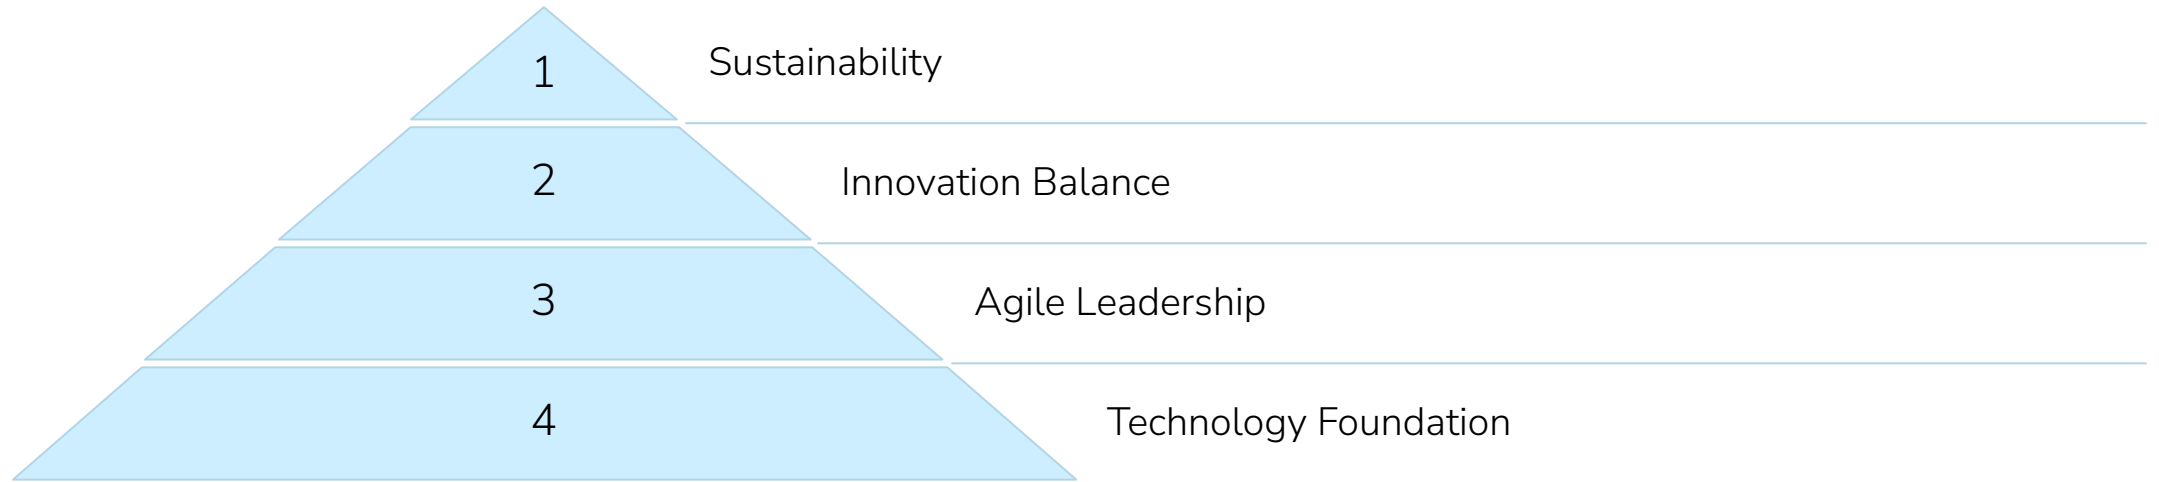 1
Sustainability
2
Innovation Balance
3
Agile Leadership
4
Technology Foundation